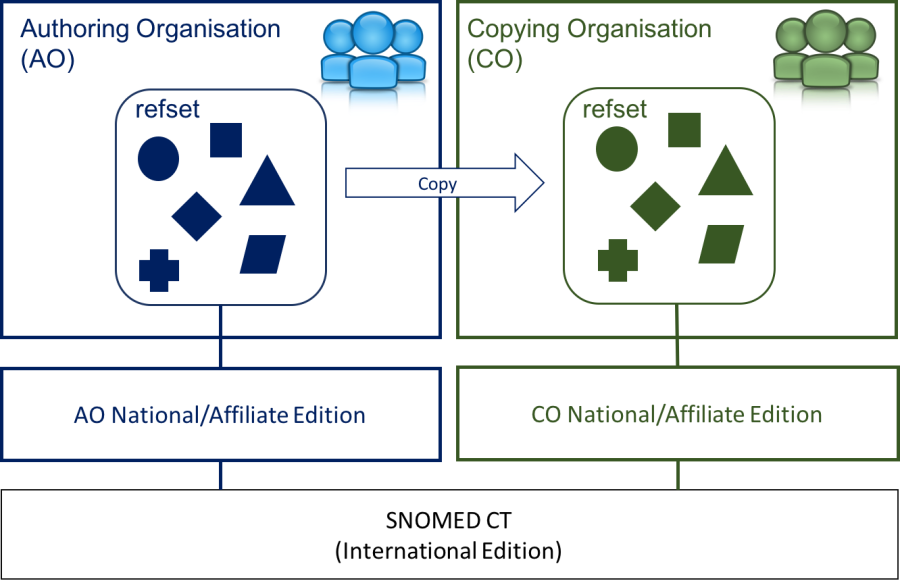 Authoring Organisation
(AO)
refset
Copy
Copying Organisation
(CO)
refset
AO National/Affiliate Edition
CO National/Affiliate Edition
SNOMED CT
(International Edition)